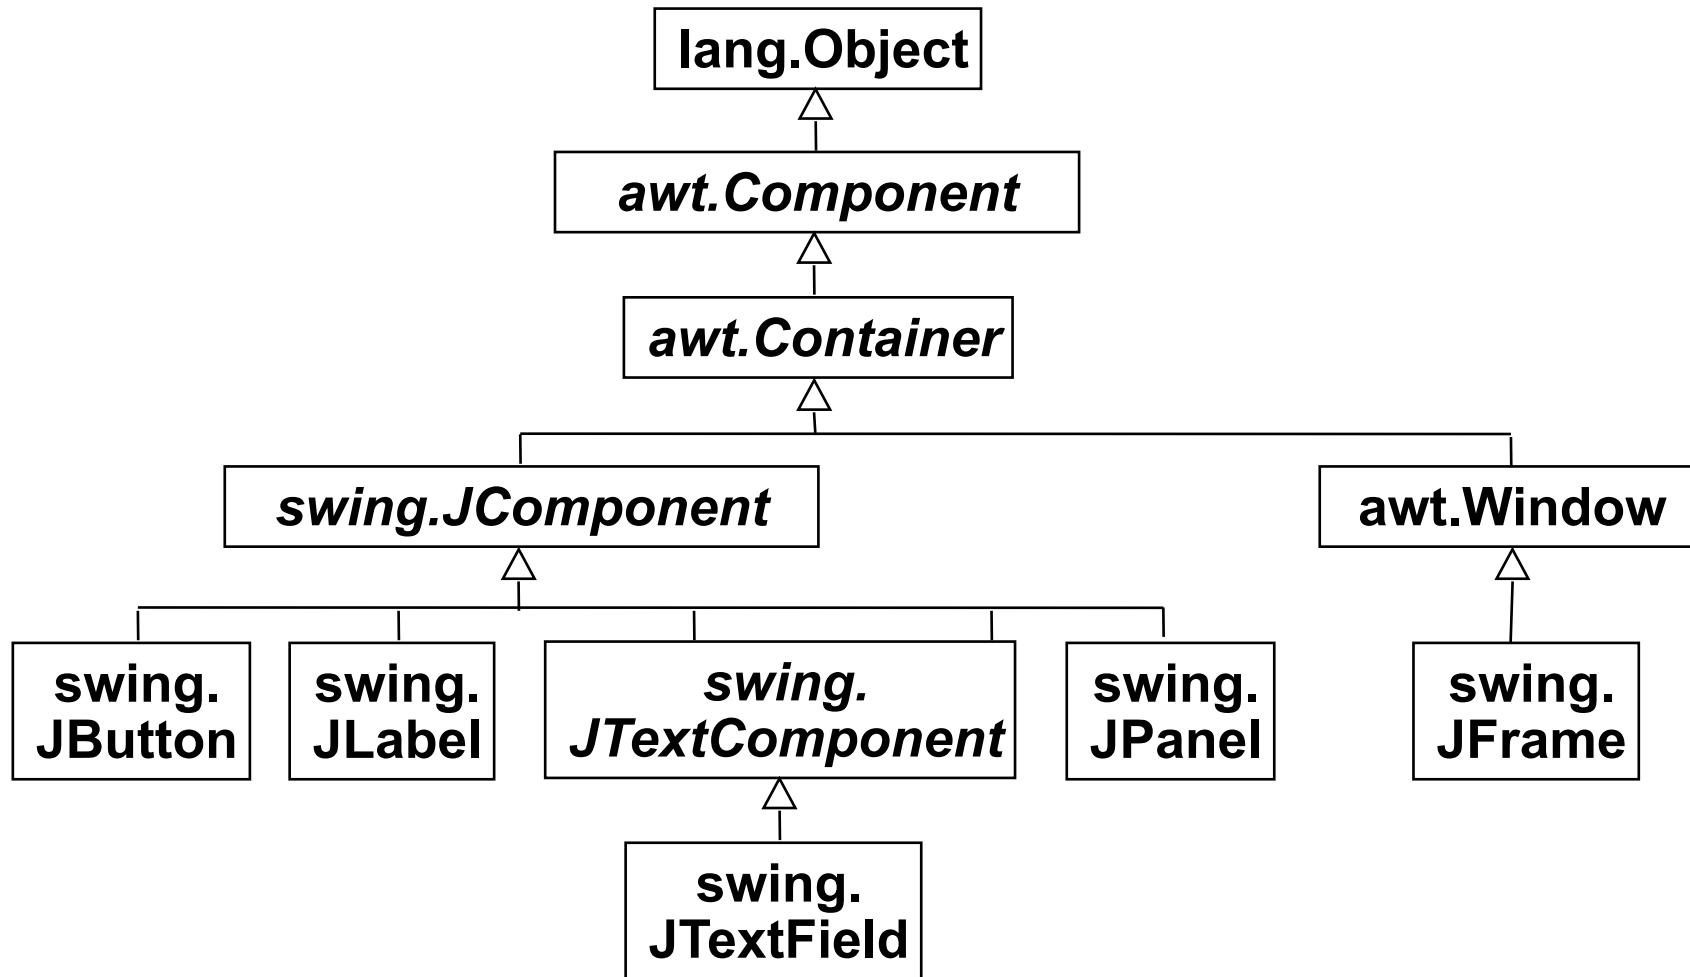 lang.Object
awt.Component
awt.Container
swing.JComponent
awt.Window
swing.
JButton
swing.
JLabel
swing.
JTextComponent
swing.
JPanel
swing.
JFrame
swing.
JTextField